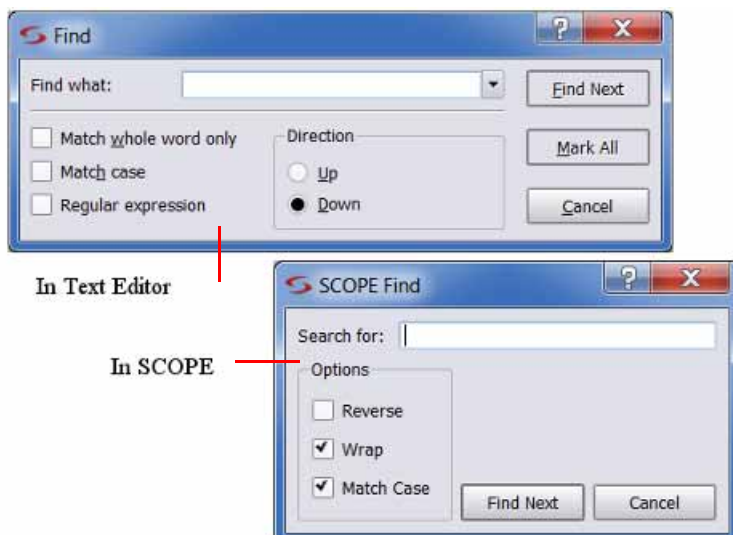 Find
Find what:
Find Next
Match whole word only
Direction
Mark All
Match case
Up
Regular expression
Down
Cancel
In Text Editor
SCOPE Find
Search for:
In SCOPE
Options
Reverse
Wrap
Match Case
Find Next
Cancel